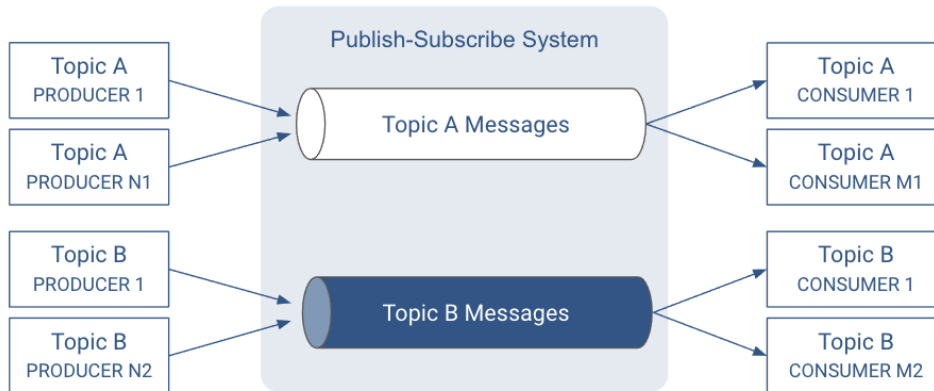 Publish-Subscribe System
Topic A
PRODUCER 1
Topic A
PRODUCER N1
Topic A Messages
Topic A
CONSUMER 1
Topic A
CONSUMER M1
Topic B
PRODUCER 1
Topic B
PRODUCER N2
Topic B Messages
Topic B
CONSUMER 1
Topic B
CONSUMER M2